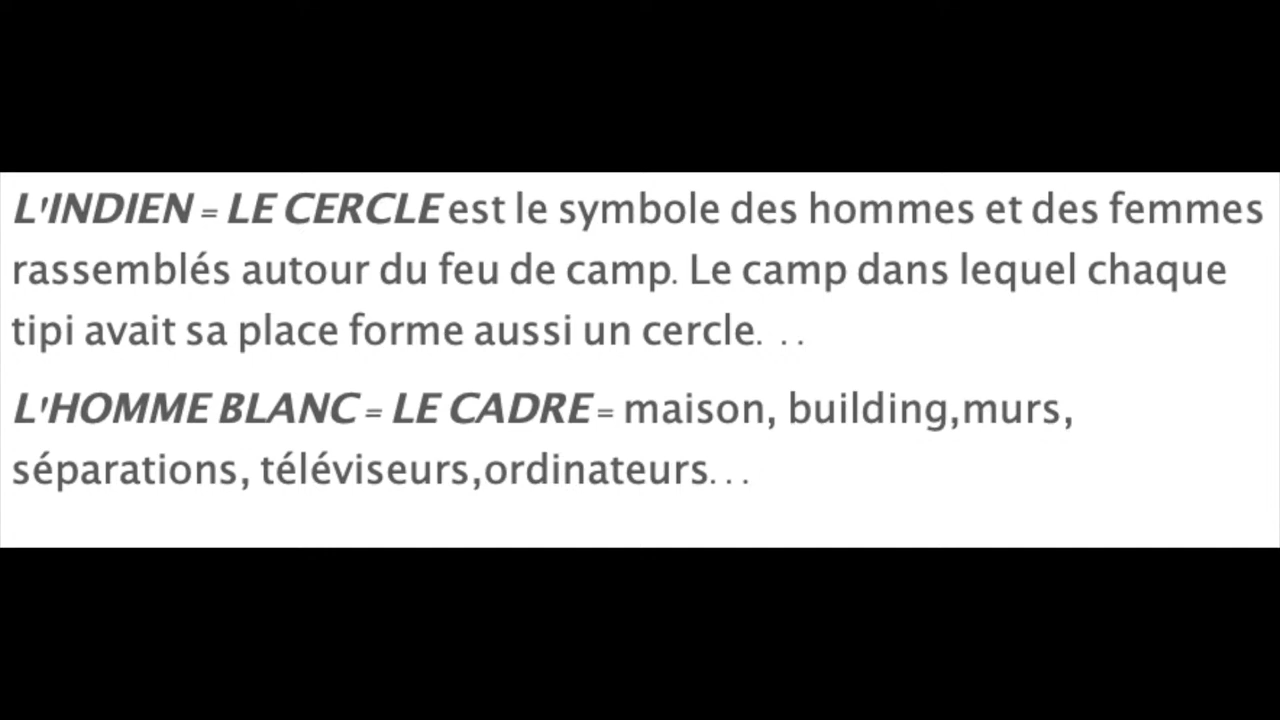 L'INDIEN = LE CERCLE est le symbole des hommes et des femmes
rassemblés autour du feu de camp. Le camp dans lequel chaque
tipi avait sa place forme aussi un cercle. . .
L'HOMME BLANC = LE CADRE = maison, building,murs,
séparations, téléviseurs,ordinateurs. . .